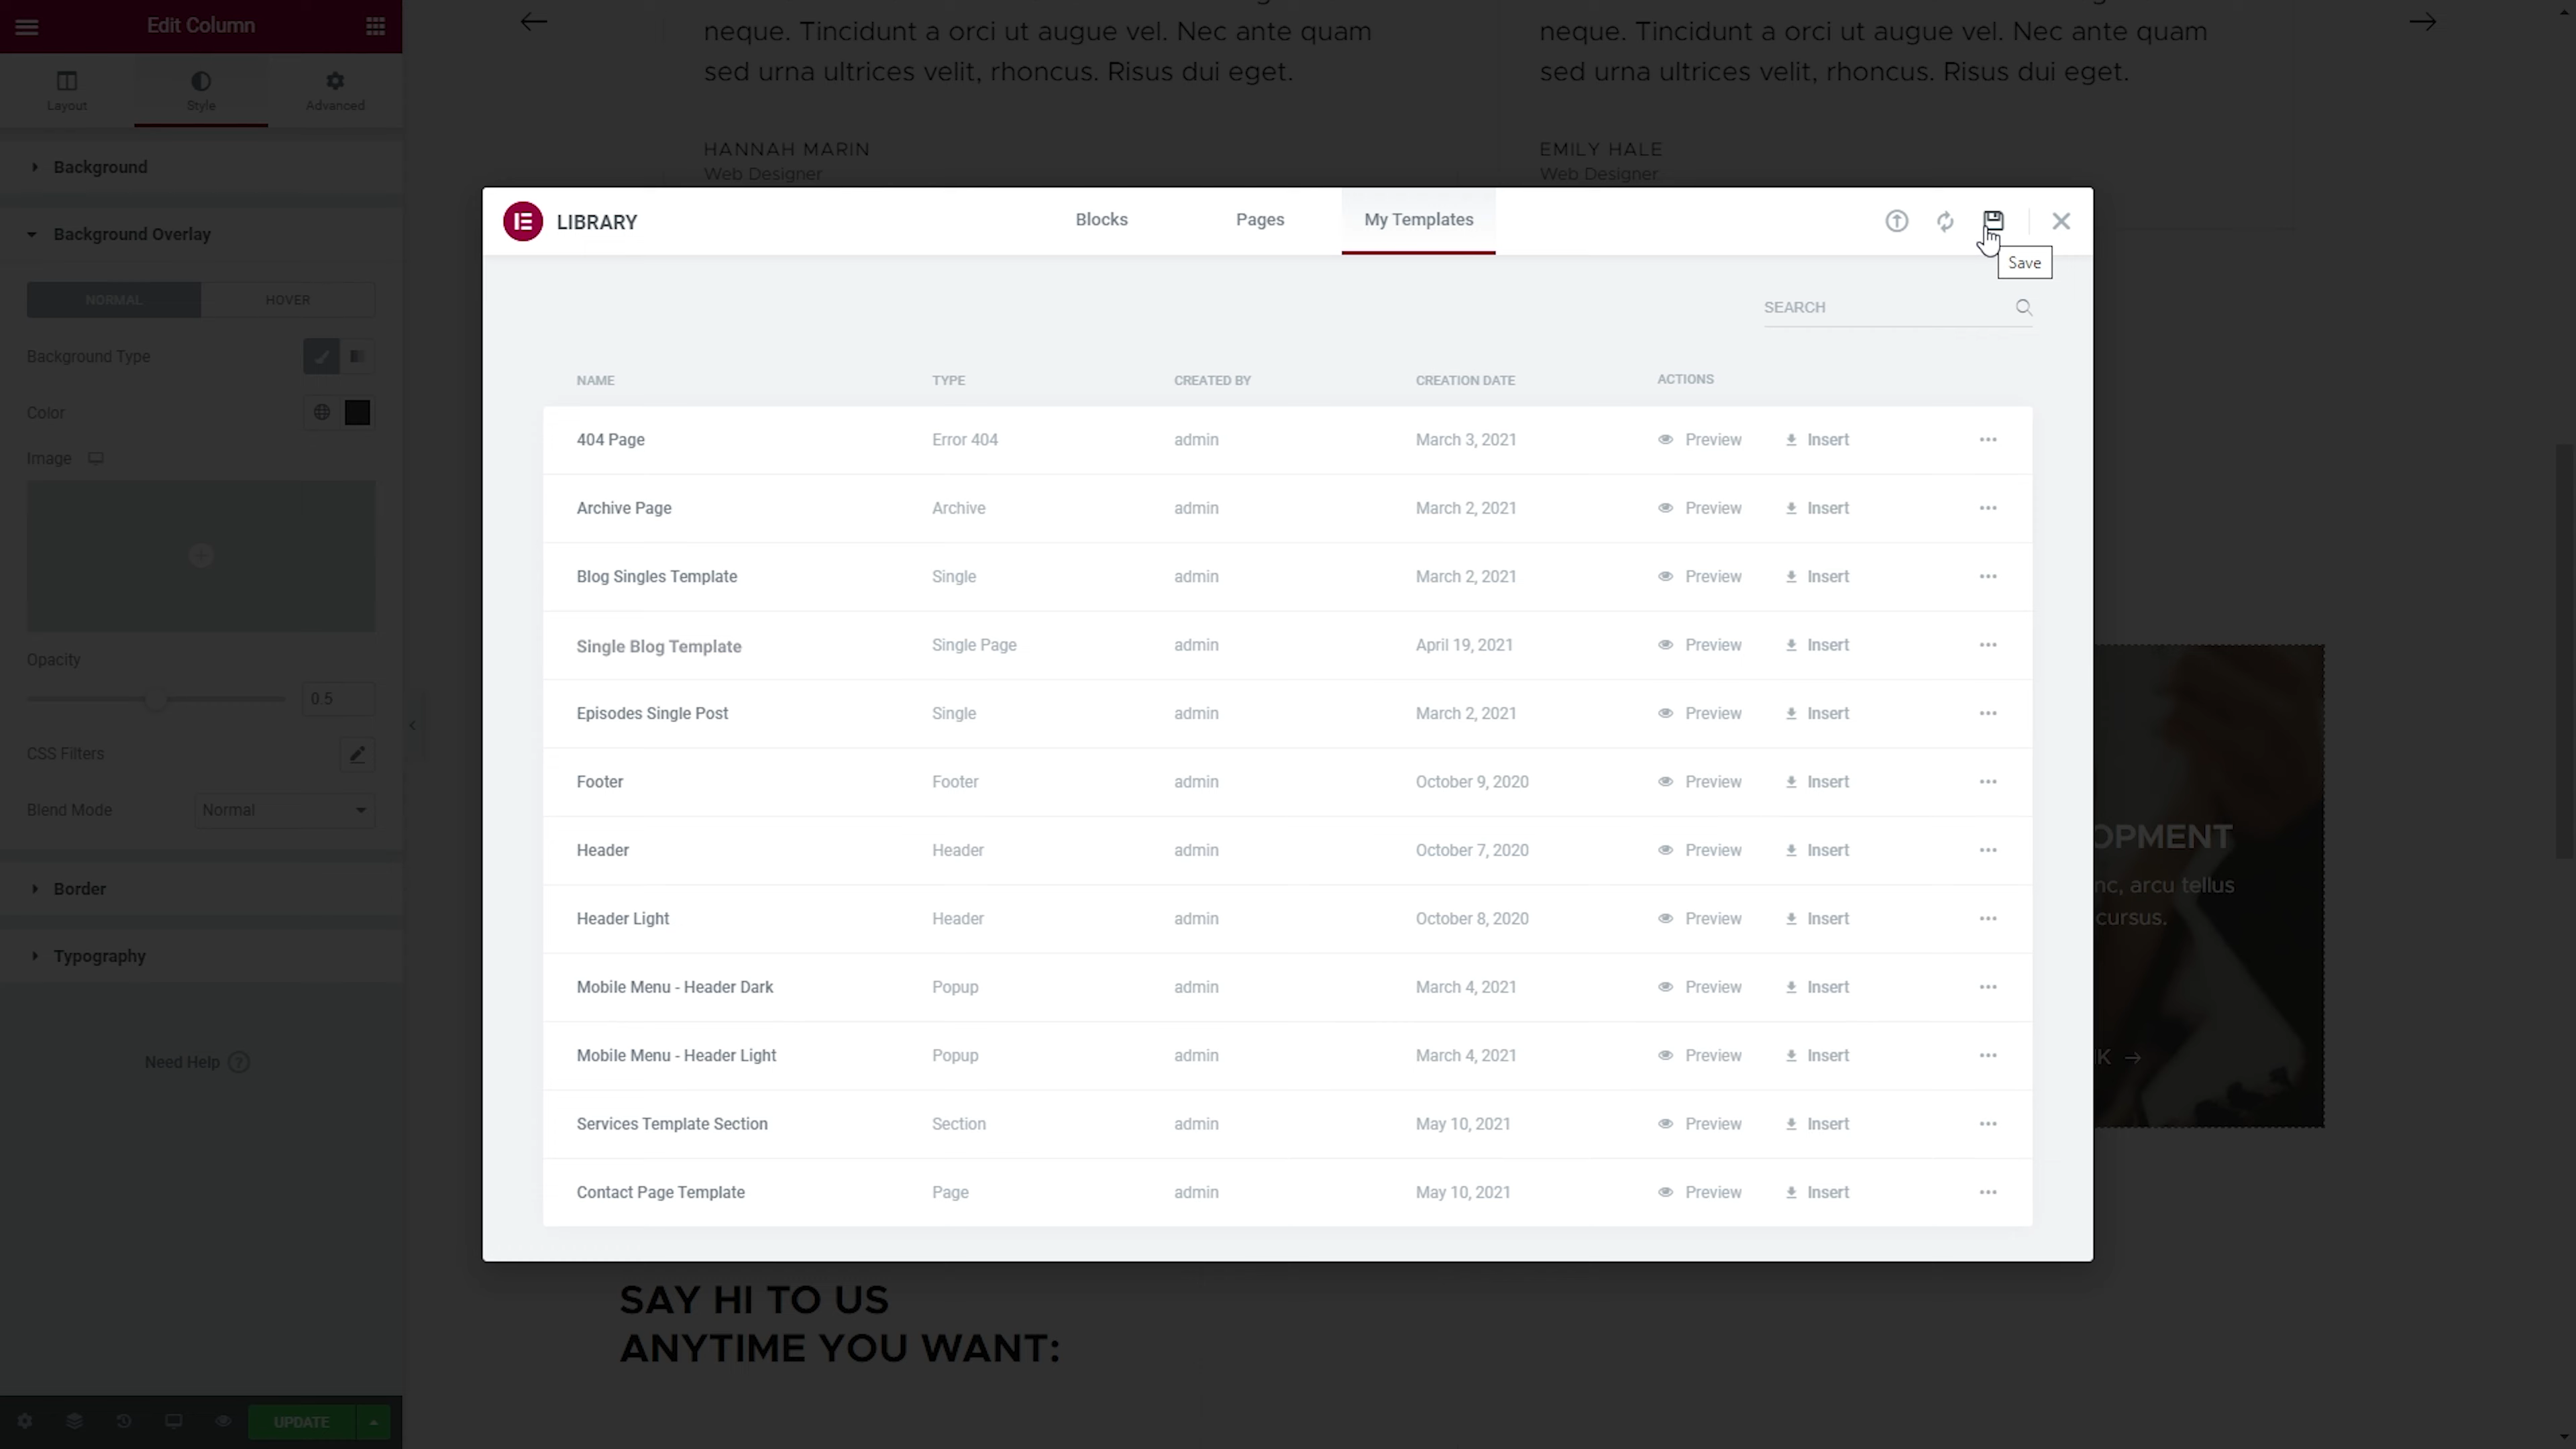 Edit Column
Layout
Style
Advanced
Background
Background Overlay
NORMAL
HOVER
Background Type
Color
Image
Opacity
0.5
CSS Filters
Blend Mode
Normal
Border
Typography
Need Help
UPDATE
neque. Tincidunt a orci ut augue vel. Nec ante quam
sed urna ultrices velit, rhoncus. Risus dui eget.
HANNAH MARIN
Web Designer
neque. Tincidunt a orci ut augue vel. Nec ante quam
sed urna ultrices velit, rhoncus. Risus dui eget.
EMILY HALE
Web Designer
LIBRARY
Blocks
Pages
My Templates
Save
SEARCH
NAME TYPE CREATED BY CREATION DATE ACTIONS
404 Page Error 404 admin March 3, 2021 Preview Insert
Archive Page Archive admin March 2, 2021 Preview Insert
Blog Singles Template Single admin March 2, 2021 Preview Insert
Single Blog Template Single Page admin April 19, 2021 Preview Insert
Episodes Single Post Single admin March 2, 2021 Preview Insert
Footer Footer admin October 9, 2020 Preview Insert
Header Header admin October 7, 2020 Preview Insert
Header Light Header admin October 8, 2020 Preview Insert
Mobile Menu - Header Dark Popup admin March 4, 2021 Preview Insert
Mobile Menu - Header Light Popup admin March 4, 2021 Preview Insert
Services Template Section Section admin May 10, 2021 Preview Insert
Contact Page Template Page admin May 10, 2021 Preview Insert
OPMENT
nc, arcu tellus
cursus.
K
SAY HI TO US
ANYTIME YOU WANT: